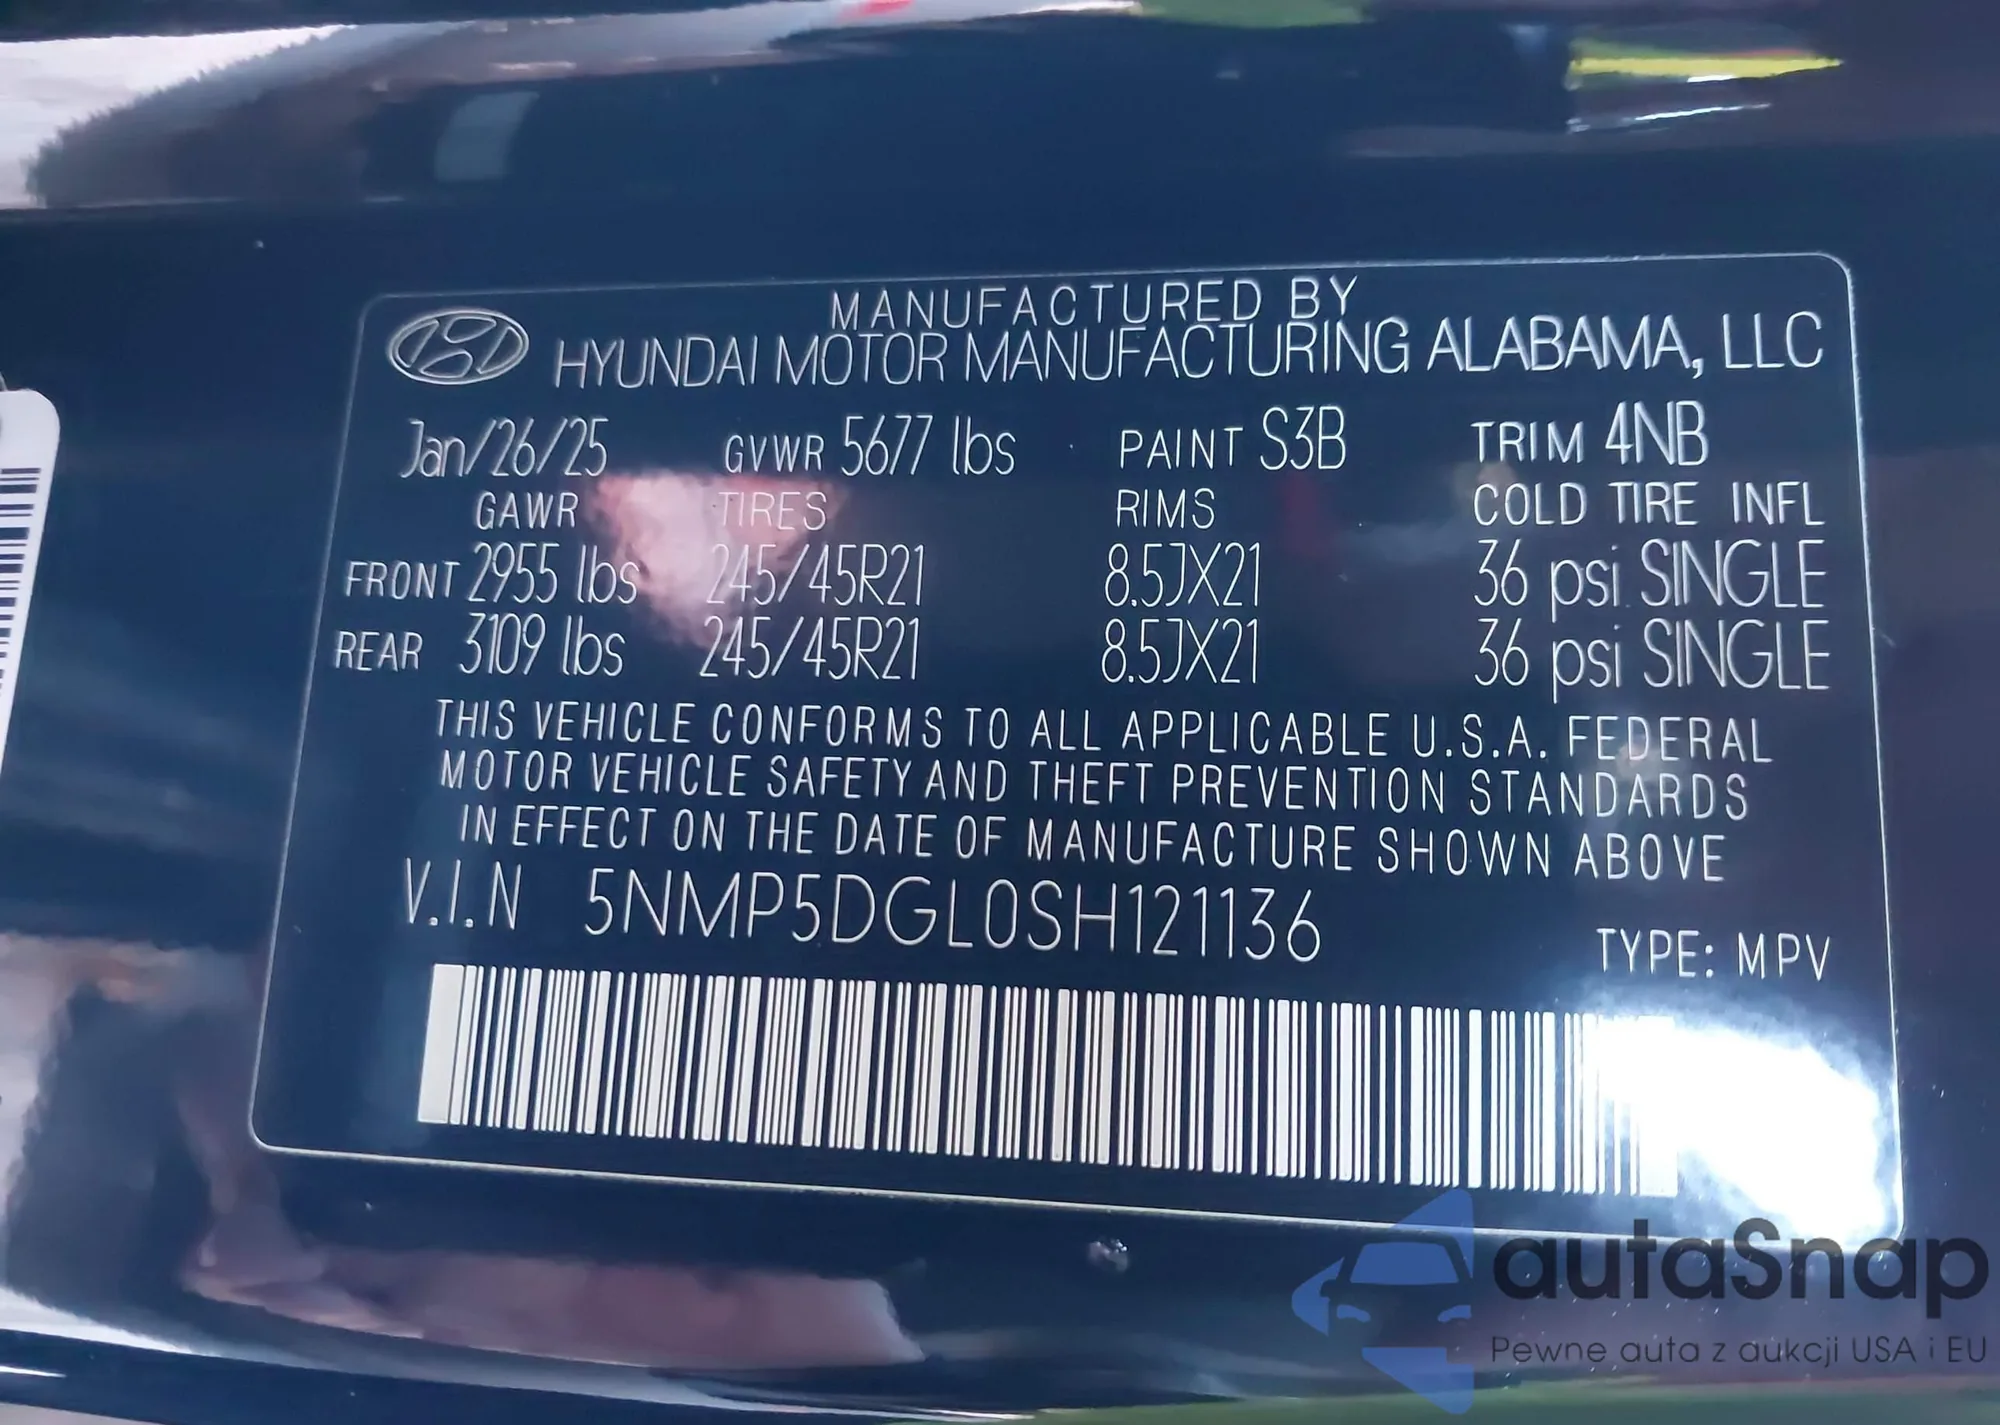 MANUFACTURED BY
HYUNDAI MOTOR MANUFACTURING ALABAMA, LLC
Jan/26/25 GVWR 5677 lbs PAINT S3B TRIM 4NB
GAWR TIRES RIMS COLD TIRE INFL
FRONT 2955 lbs 245/45R21 8.5JX21 36 psi SINGLE
REAR 3109 lbs 245/45R21 8.5JX21 36 psi SINGLE
THIS VEHICLE CONFORMS TO ALL APPLICABLE U.S.A. FEDERAL
MOTOR VEHICLE SAFETY AND THEFT PREVENTION STANDARDS
IN EFFECT ON THE DATE OF MANUFACTURE SHOWN ABOVE
V.I.N 5NMP5DGL0SH121136
TYPE: MPV
autaSnap
Pewne auta z aukcji USA i EU